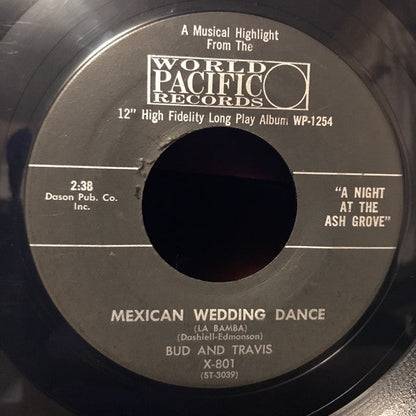 A Musical Highlight
From The
WORLD
PACIFIC
RECORDS
12" High Fidelity Long Play Album WP-1254
2:38
Dason Pub. Co.
Inc.
"A NIGHT
AT THE
ASH GROVE"
MEXICAN WEDDING DANCE
(LA BAMBA)
(Dashiell-Edmonson)
BUD AND TRAVIS
X-801
(ST-3039)